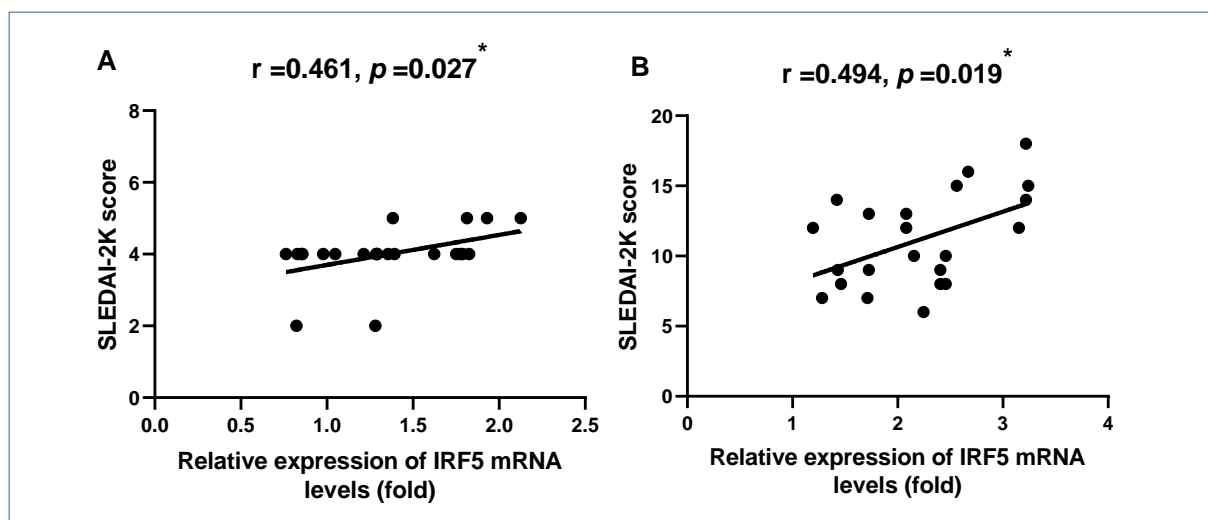 A
r =0.461, p =0.027*
8
6
4
2
0
SLEDAI-2K score
0.0 0.5 1.0 1.5 2.0 2.5
Relative expression of IRF5 mRNA
levels (fold)
B
r =0.494, p =0.019*
20
15
10
5
0
SLEDAI-2K score
0 1 2 3 4
Relative expression of IRF5 mRNA
levels (fold)